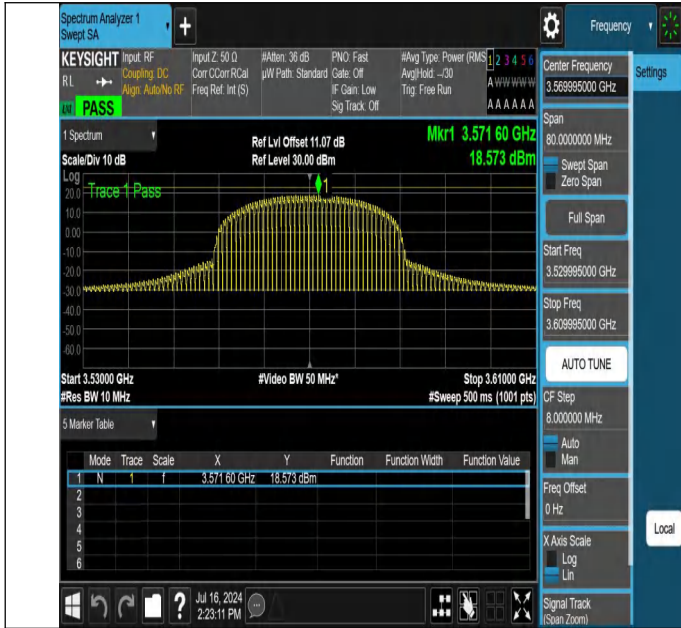 Spectrum Analyzer 1
Swept SA
+
Frequency
KEYSIGHT
RL
LXI PASS
Input: RF
Coupling: DC
Align: Auto/No RF
Input Z: 50 Ω
Corr CCorr RCal
Freq Ref: Int (S)
#Atten: 36 dB
µW Path: Standard
PNO: Fast
Gate: Off
IF Gain: Low
Sig Track: Off
#Avg Type: Power (RMS
Avg|Hold: --/30
Trig: Free Run
1 2 3 4 5 6
A W W W W W
A A A A A A
1 Spectrum
Scale/Div 10 dB
Ref Lvl Offset 11.07 dB
Ref Level 30.00 dBm
Mkr1 3.571 60 GHz
18.573 dBm
Log
Trace 1 Pass
1
20.0
10.0
0.00
-10.0
-20.0
-30.0
-40.0
-50.0
-60.0
Start 3.53000 GHz
#Res BW 10 MHz
#Video BW 50 MHz*
Stop 3.61000 GHz
#Sweep 500 ms (1001 pts)
5 Marker Table
Mode Trace Scale X Y Function Function Width Function Value
1 N 1 f 3.571 60 GHz 18.573 dBm
2
3
4
5
6
Jul 16, 2024
2:23:11 PM
Center Frequency
3.569995000 GHz
Settings
Span
80.0000000 MHz
Swept Span
Zero Span
Full Span
Start Freq
3.529995000 GHz
Stop Freq
3.609995000 GHz
AUTO TUNE
CF Step
8.000000 MHz
Auto
Man
Freq Offset
0 Hz
Local
X Axis Scale
Log
Lin
Signal Track
(Span Zoom)